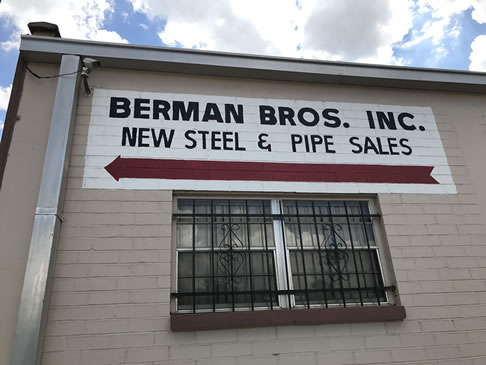 BERMAN BROS. INC.
NEW STEEL & PIPE SALES